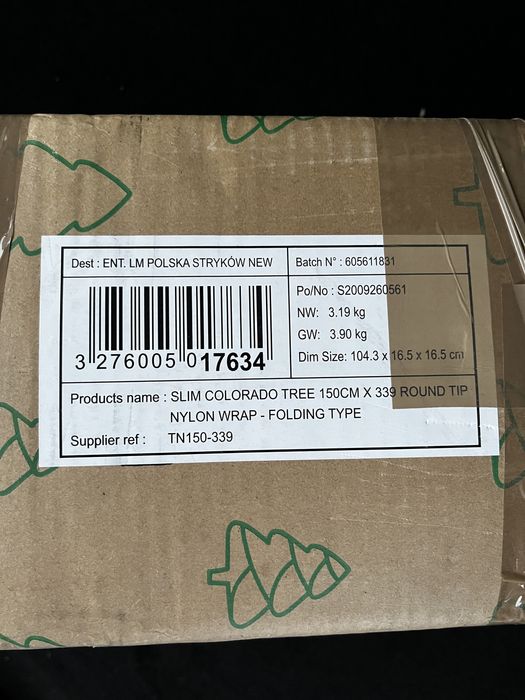 Dest : ENT. LM POLSKA STRYKÓW NEW
Batch N° : 605611831
3 276005 017634
Po/No : S2009260561
NW: 3.19 kg
GW: 3.90 kg
Dim Size: 104.3 x 16.5 x 16.5 cm
Products name : SLIM COLORADO TREE 150CM X 339 ROUND TIP
NYLON WRAP - FOLDING TYPE
Supplier ref : TN150-339